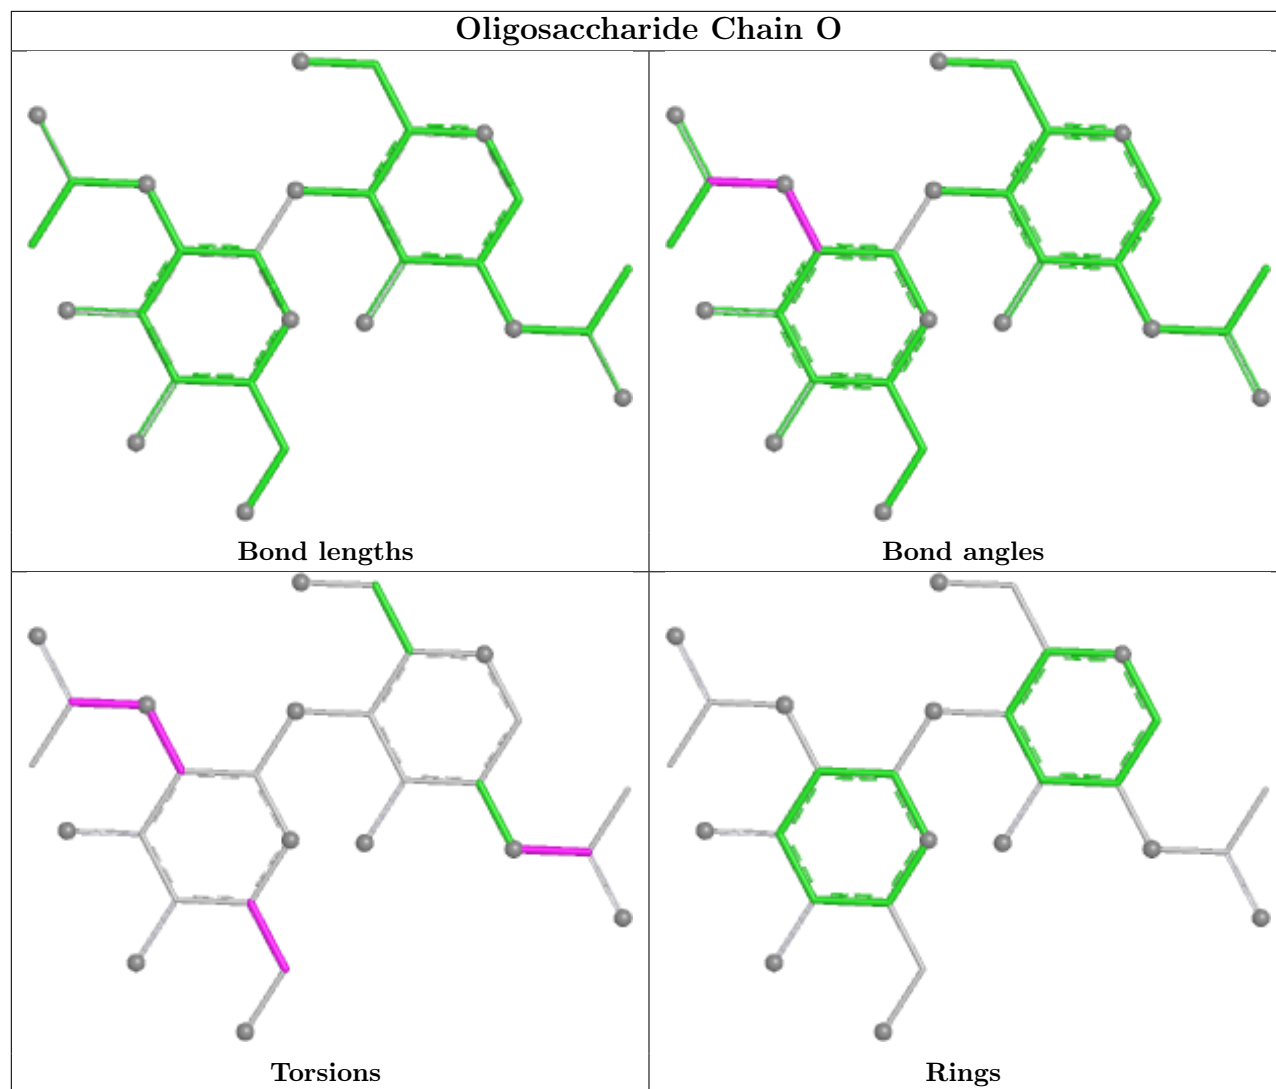 Oligosaccharide Chain O
Bond lengths
Bond angles
Torsions
Rings